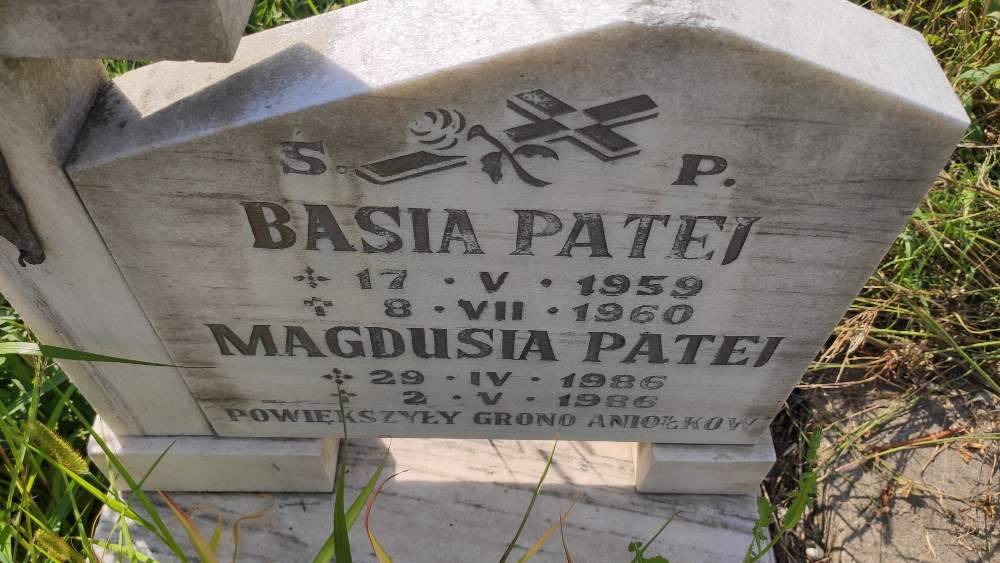 Ś. P.
BASIA PATEJ
17 · V · 1959
† 8 · VII · 1960
MAGDUSIA PATEJ
29 · IV · 1986
† 2 · V · 1986
POWIĘKSZYŁY GRONO ANIOŁKÓW